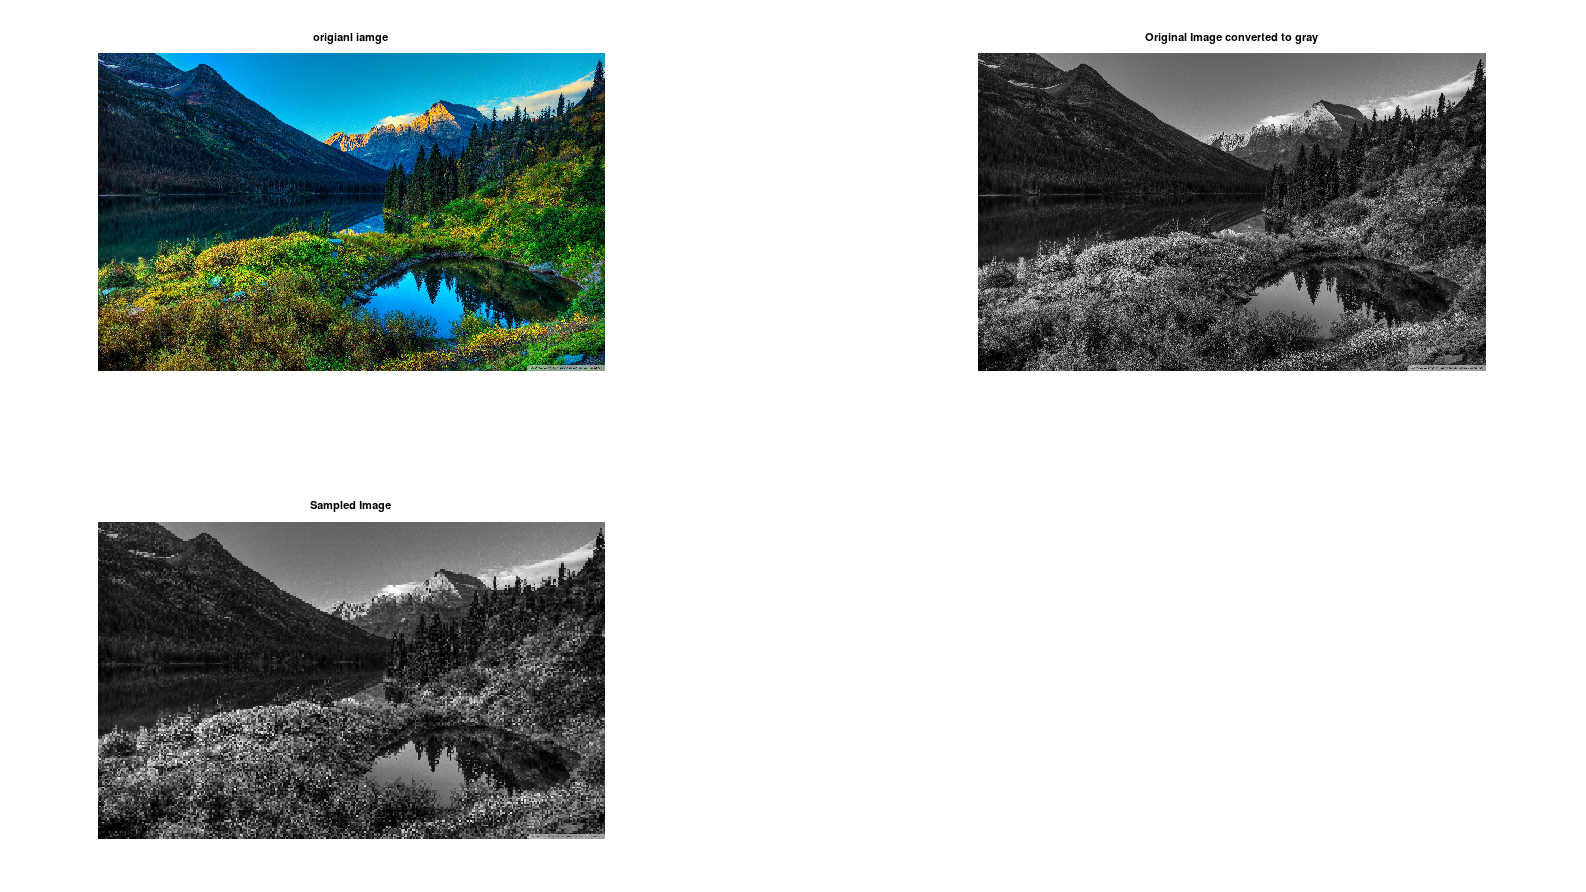 origianl iamge
Original Image converted to gray
Sampled Image